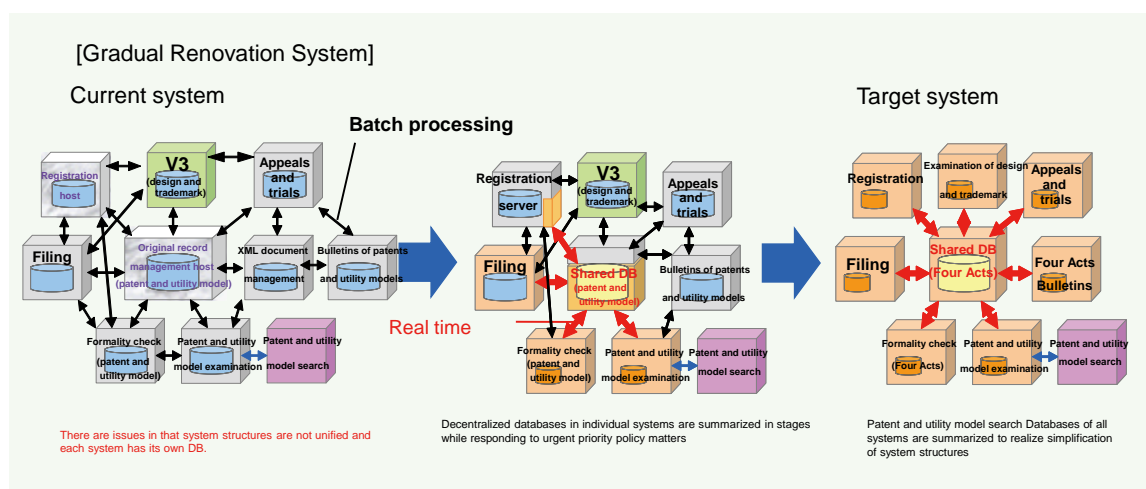 [Gradual Renovation System]
Current system
Batch processing
Registration
host
V3
(design and
trademark)
Appeals
and
trials
Filing
Original record
management host
(patent and utility model)
XML document
management
Bulletins of patents
and utility models
Formality check
(patent and
utility model)
Patent and utility
model examination
Patent and utility
model search
There are issues in that system structures are not unified and
each system has its own DB.
Registration
server
V3
(design and
trademark)
Appeals
and
trials
Filing
Shared DB
(patent and
utility model)
Bulletins of patents
and utility models
Real time
Formality check
(patent and
utility model)
Patent and utility
model examination
Patent and utility
model search
Decentralized databases in individual systems are summarized in stages
while responding to urgent priority policy matters
Target system
Registration
Examination of design
and trademark
Appeals and
trials
Filing
Shared DB
(Four Acts)
Four Acts
Bulletins
Formality check
(Four Acts)
Patent and utility
model examination
Patent and utility
model search
Patent and utility model search Databases of all
systems are summarized to realize simplification
of system structures